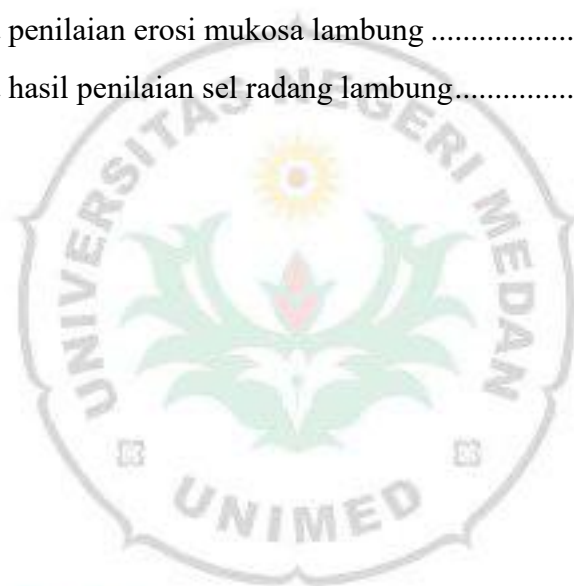 penilaian erosi mukosa lambung ..................
hasil penilaian sel radang lambung...............
UNIVERSITAS NEGERI MEDAN
UNIMED